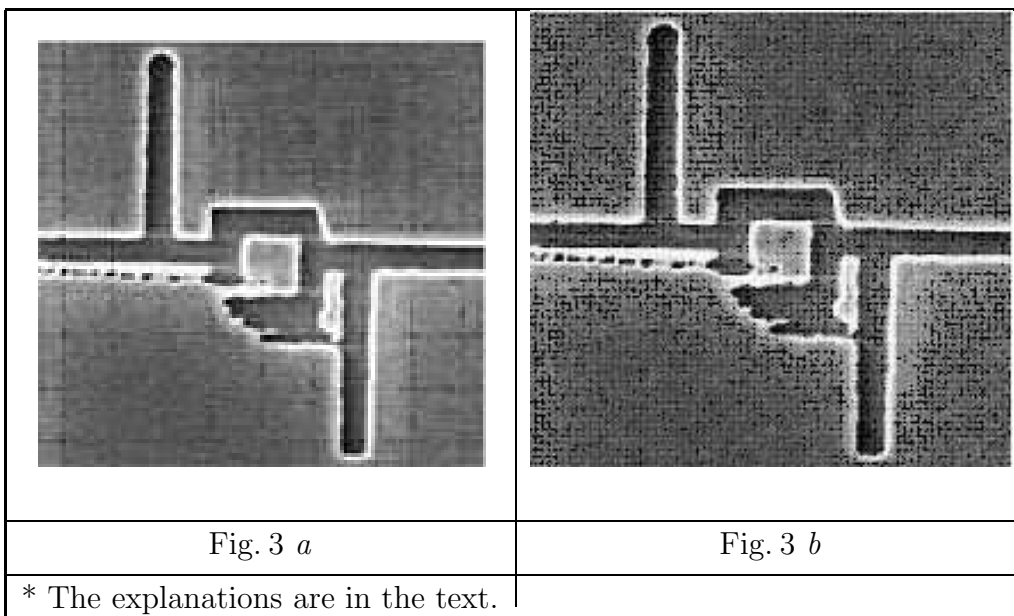 Fig. 3 a
Fig. 3 b
* The explanations are in the text.